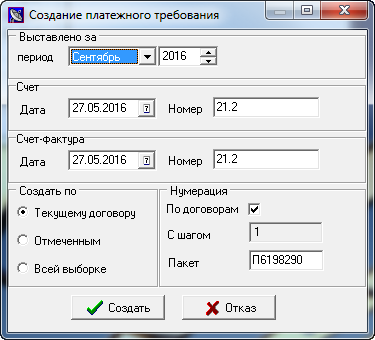 Создание платежного требования
Выставлено за
период Сентябрь 2016
Счет
Дата 27.05.2016 ? Номер 21.2
Счет-фактура
Дата 27.05.2016 ? Номер 21.2
Создать по
Текущему договору
Отмеченным
Всей выборке
Нумерация
По договорам
С шагом 1
Пакет П6198290
Создать Отказ